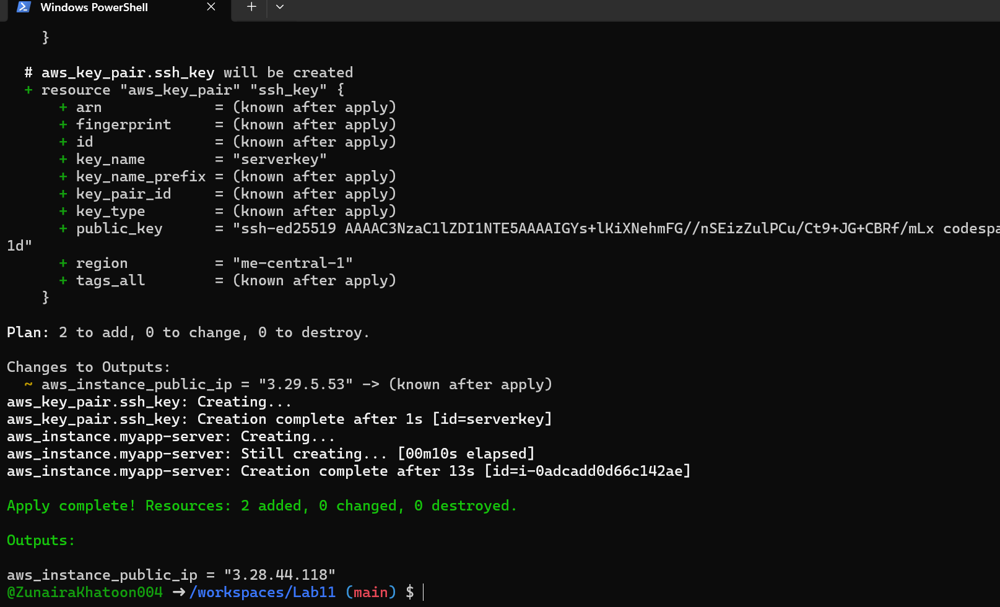 Windows PowerShell
}
# aws_key_pair.ssh_key will be created
+ resource "aws_key_pair" "ssh_key" {
+ arn = (known after apply)
+ fingerprint = (known after apply)
+ id = (known after apply)
+ key_name = "serverkey"
+ key_name_prefix = (known after apply)
+ key_pair_id = (known after apply)
+ key_type = (known after apply)
+ public_key = "ssh-ed25519 AAAAC3NzaC1lZDI1NTE5AAAAIGYs+lKiXNehmFG//nSEizZulPCu/Ct9+JG+CBRf/mLx codespa
1d"
+ region = "me-central-1"
+ tags_all = (known after apply)
}
Plan: 2 to add, 0 to change, 0 to destroy.
Changes to Outputs:
~ aws_instance_public_ip = "3.29.5.53" -> (known after apply)
aws_key_pair.ssh_key: Creating...
aws_key_pair.ssh_key: Creation complete after 1s [id=serverkey]
aws_instance.myapp-server: Creating...
aws_instance.myapp-server: Still creating... [00m10s elapsed]
aws_instance.myapp-server: Creation complete after 13s [id=i-0adcadd0d66c142ae]
Apply complete! Resources: 2 added, 0 changed, 0 destroyed.
Outputs:
aws_instance_public_ip = "3.28.44.118"
@ZunairaKhatoon004 ➜ /workspaces/Lab11 (main) $